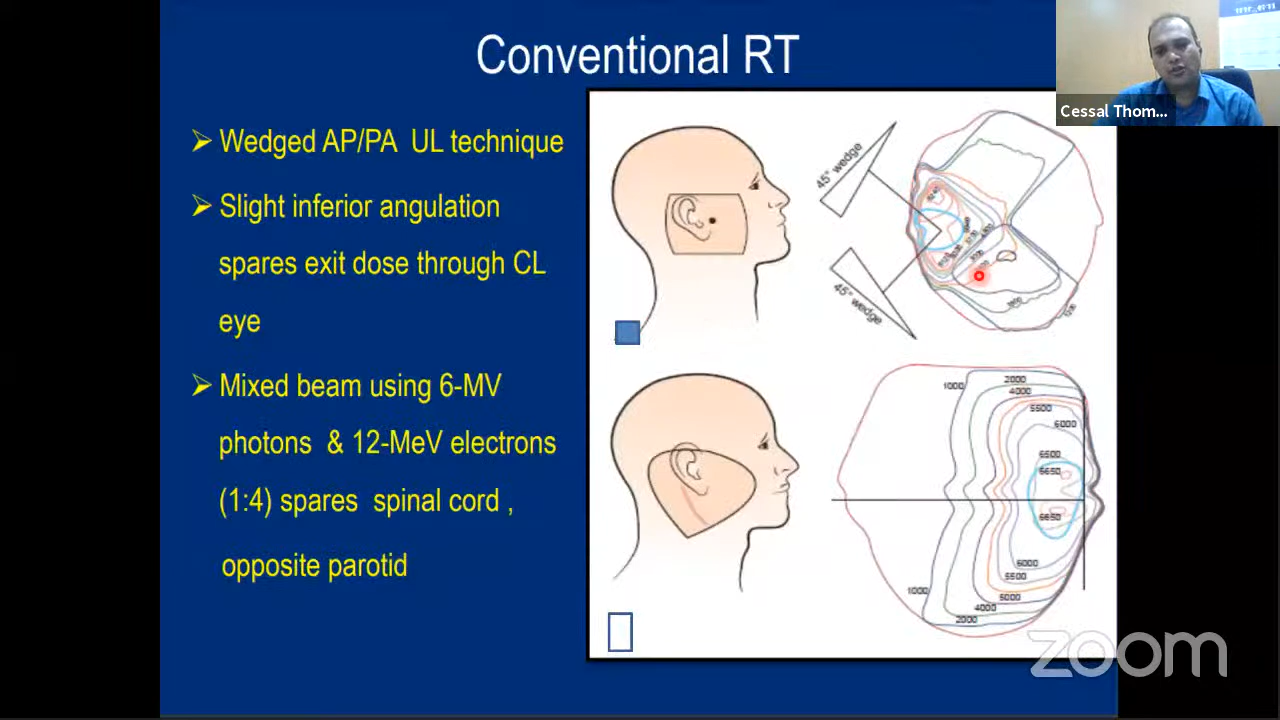 Conventional RT
Cessal Thom...
Wedged AP/PA UL technique
Slight inferior angulation
spares exit dose through CL
eye
Mixed beam using 6-MV
photons & 12-MeV electrons
(1:4) spares spinal cord ,
opposite parotid
45° wedge
45° wedge
1000
2000
4000
5500
6000
6500
6650
6650
6000
5500
5000
4000
2000
1000
zoom